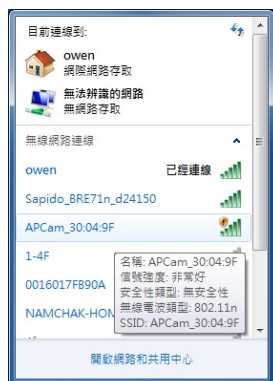 目前連線到:
owen
網際網路存取
無法辨識的網路
無網路存取
無線網路連線
owen 已經連線
Sapido_BRE71n_d24150
APCam_30:04:9F
1-4F
0016017FB90A
NAMCHAK-HOM
名稱: APCam_30:04:9F
信號強度: 非常好
安全性類型: 無安全性
無線電波類型: 802.11n
SSID: APCam_30:04:9F
開啟網路和共用中心